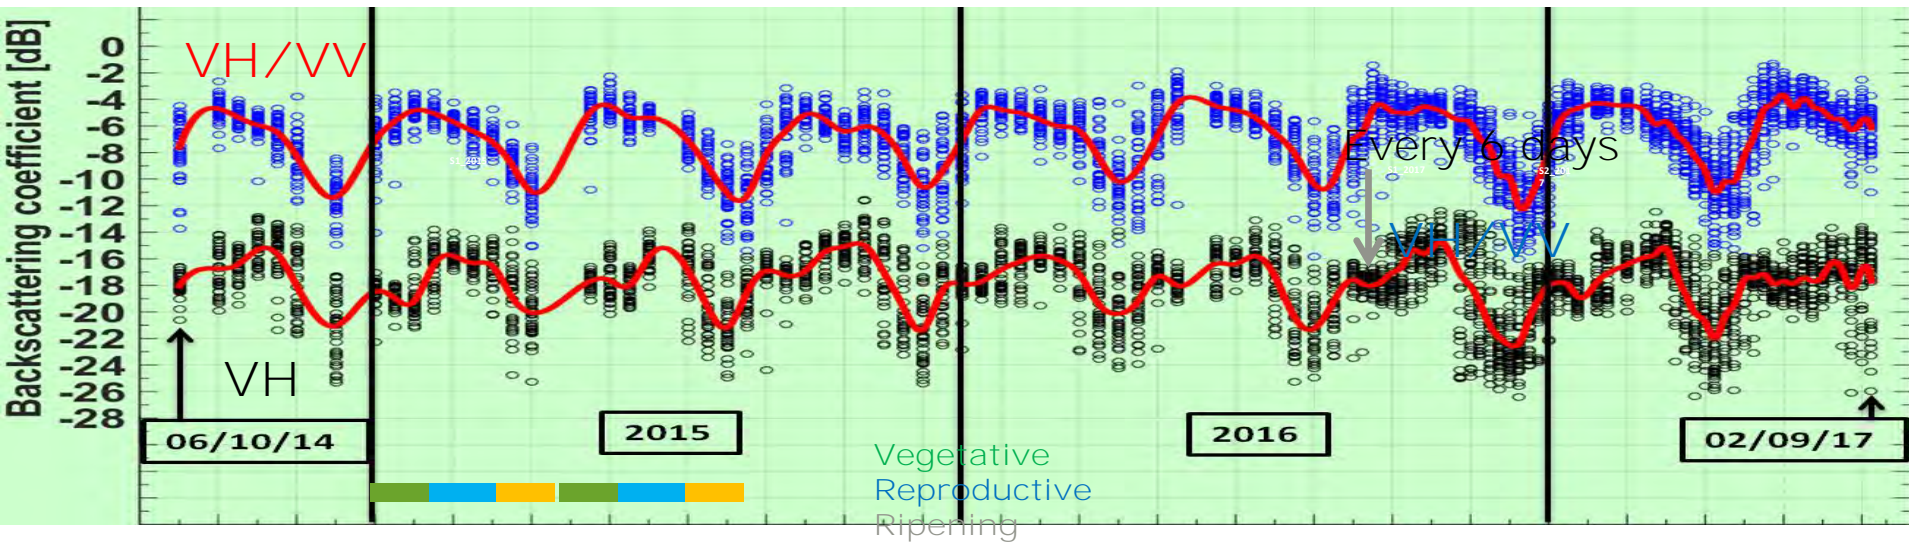 Backscattering coefficient [dB]
0
-2
-4
-6
-8
-10
-12
-14
-16
-18
-20
-22
-24
-26
-28
VH/VV
Every 6 days
VH/VV
VH
06/10/14
2015
2016
02/09/17
Vegetative
Reproductive
Ripening